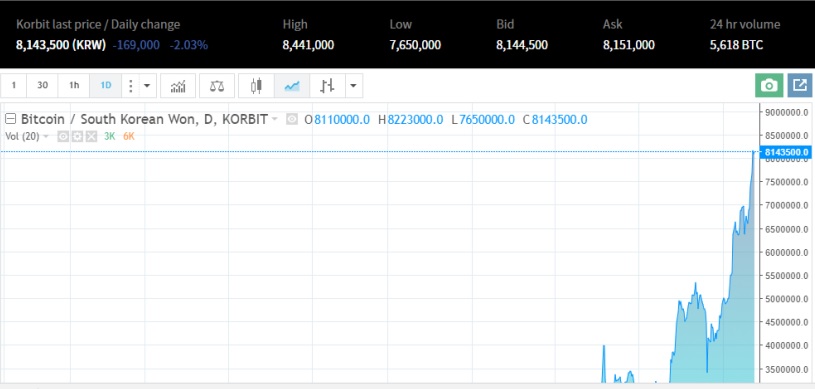 Korbit last price / Daily change High Low Bid Ask 24 hr volume
8,143,500 (KRW) -169,000 -2.03% 8,441,000 7,650,000 8,144,500 8,151,000 5,618 BTC
1 30 1h 1D
Bitcoin / South Korean Won, D, KORBIT O8110000.0 H8223000.0 L7650000.0 C8143500.0
Vol (20) 3K 6K
9000000.0
8500000.0
8143500.0
8000000.0
7500000.0
7000000.0
6500000.0
6000000.0
5500000.0
5000000.0
4500000.0
4000000.0
3500000.0